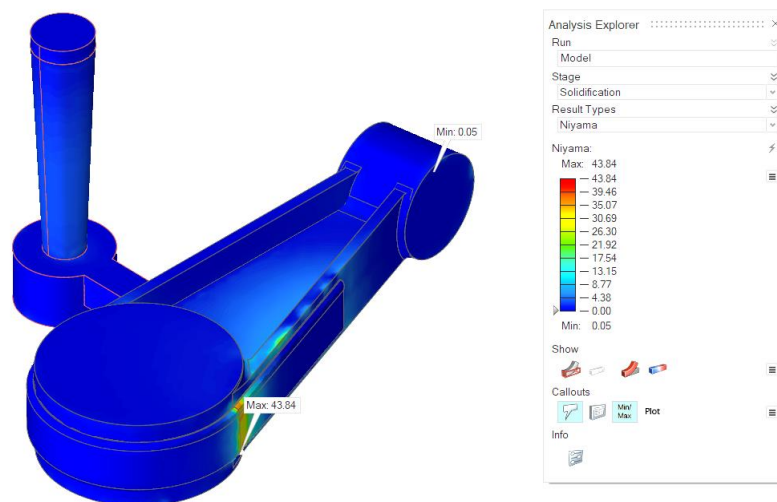 Min: 0.05
Max: 43.84
Analysis Explorer
Run
Model
Stage
Solidification
Result Types
Niyama
Niyama:
Max: 43.84
43.84
39.46
35.07
30.69
26.30
21.92
17.54
13.15
8.77
4.38
0.00
Min: 0.05
Show
Callouts
Min/
Max
Plot
Info